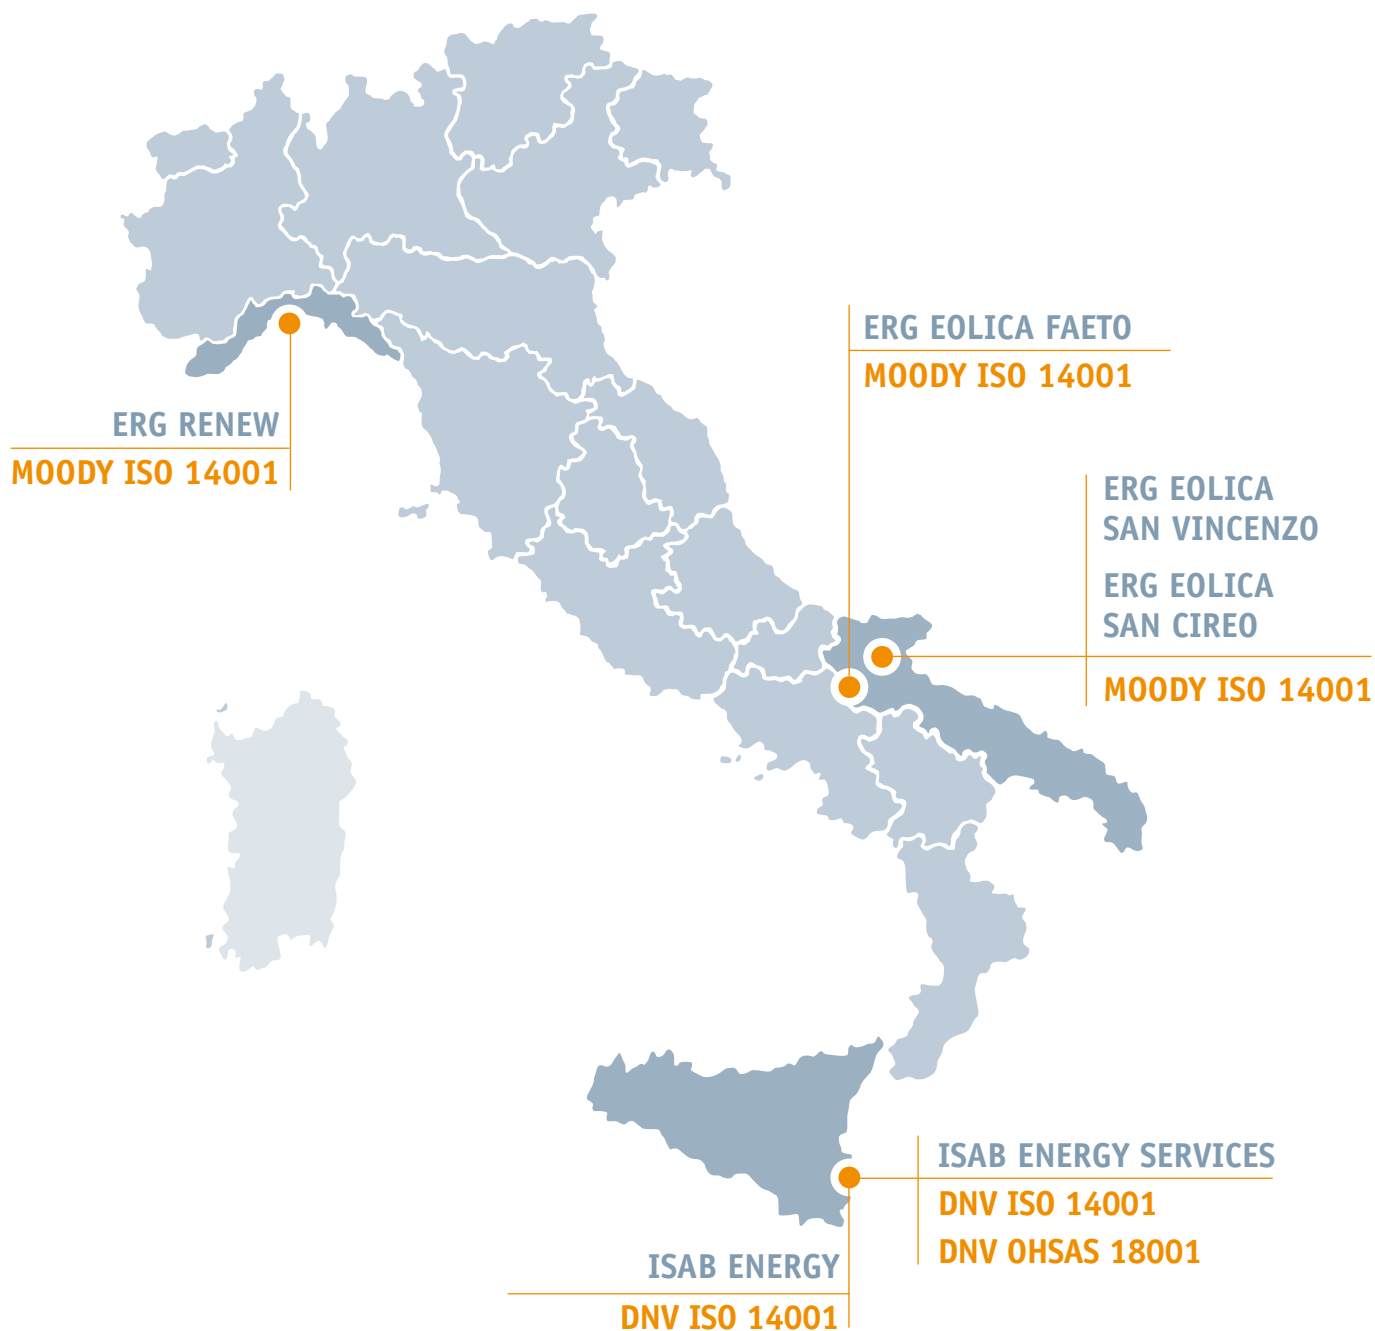 ERG EOLICA FAETO
MOODY ISO 14001
ERG RENEW
MOODY ISO 14001
ERG EOLICA
SAN VINCENZO
ERG EOLICA
SAN CIREO
MOODY ISO 14001
ISAB ENERGY SERVICES
DNV ISO 14001
DNV OHSAS 18001
ISAB ENERGY
DNV ISO 14001